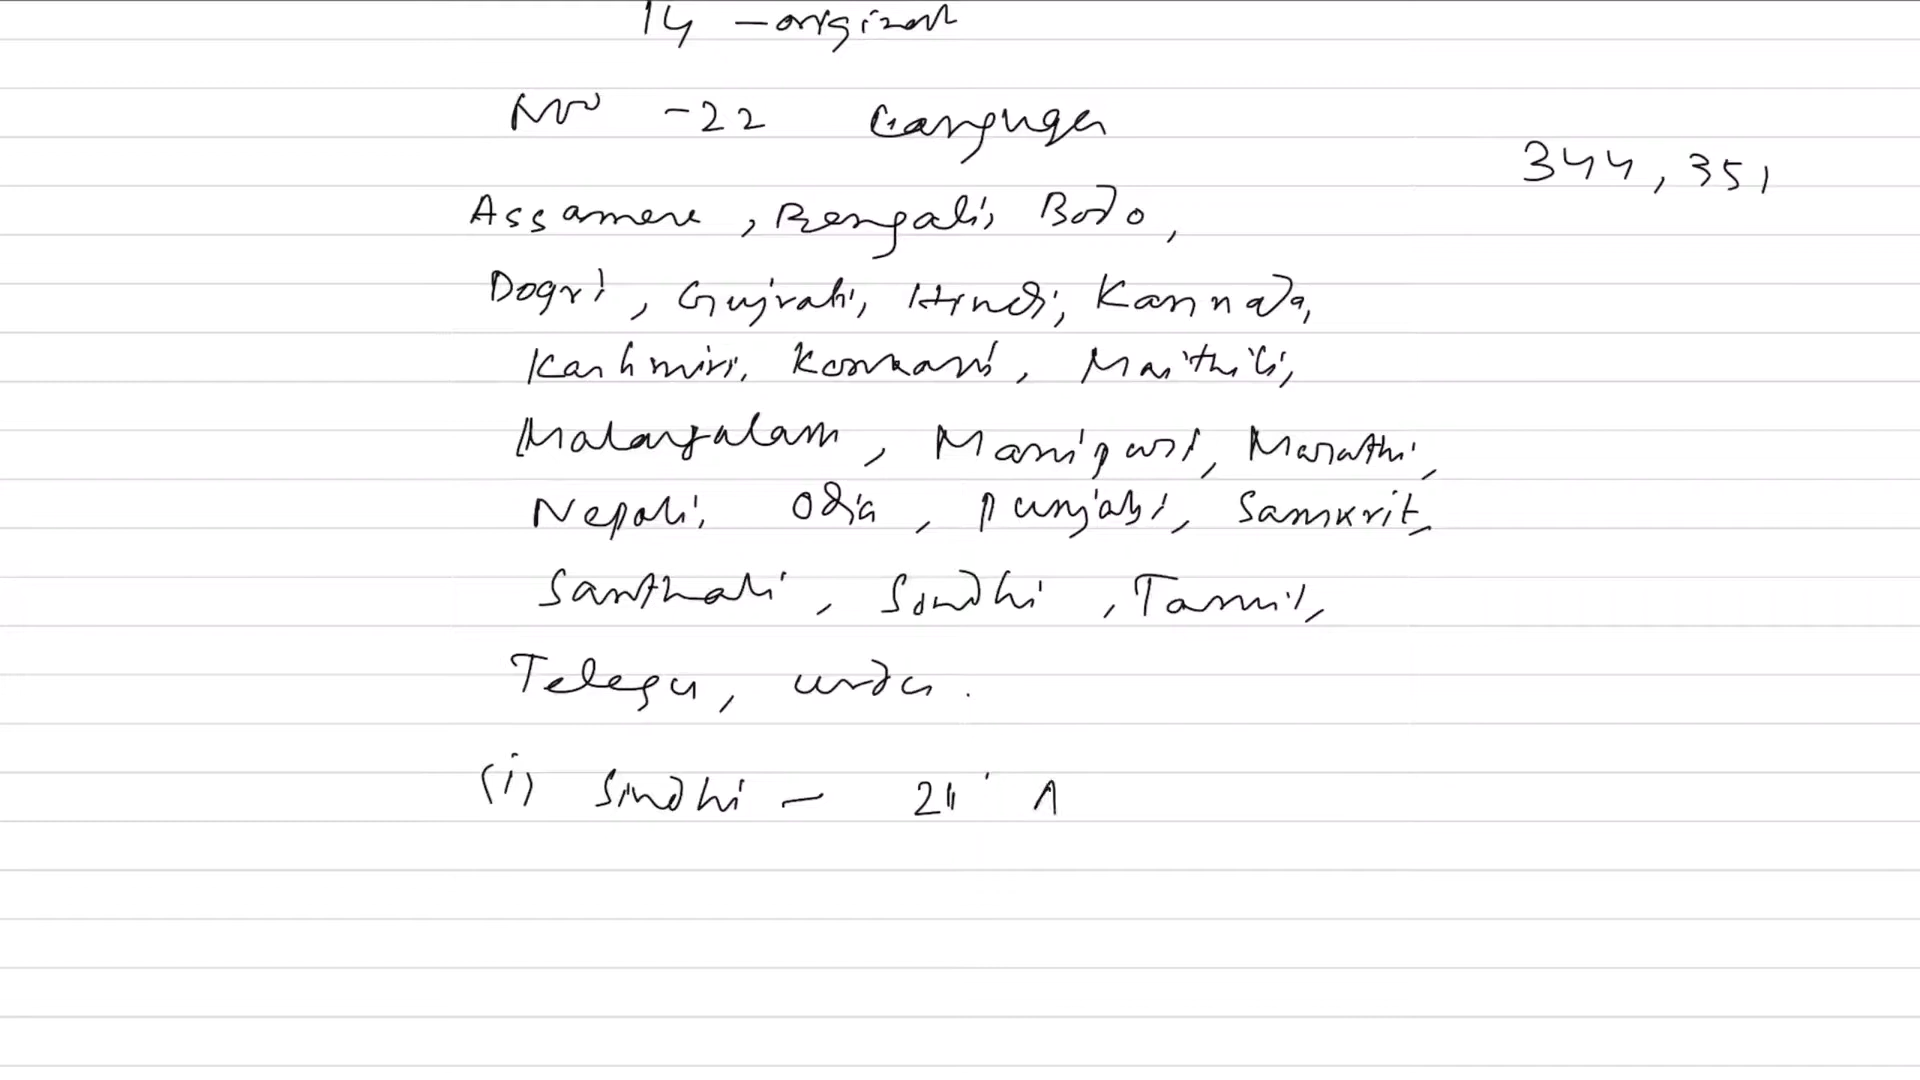 14 - original
Now -22 Languages
344, 351
Assamese, Bengali, Bodo,
Dogri, Gujrati, Hindi, Kannada,
Kashmiri, Konkani, Maithili,
Malayalam, Manipuri, Marathi,
Nepali, Odia, Punjabi, Sanskrit,
Santhali, Sindhi, Tamil,
Telegu, urdu.
(i) Sindhi - 21